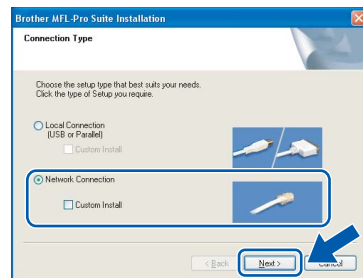 Brother MFL-Pro Suite Installation
Connection Type
Choose the setup type that best suits your needs.
Click the type of Setup you require.
Local Connection
(USB or Parallel)
Custom Install
Network Connection
Custom Install
< Back Next > Cancel